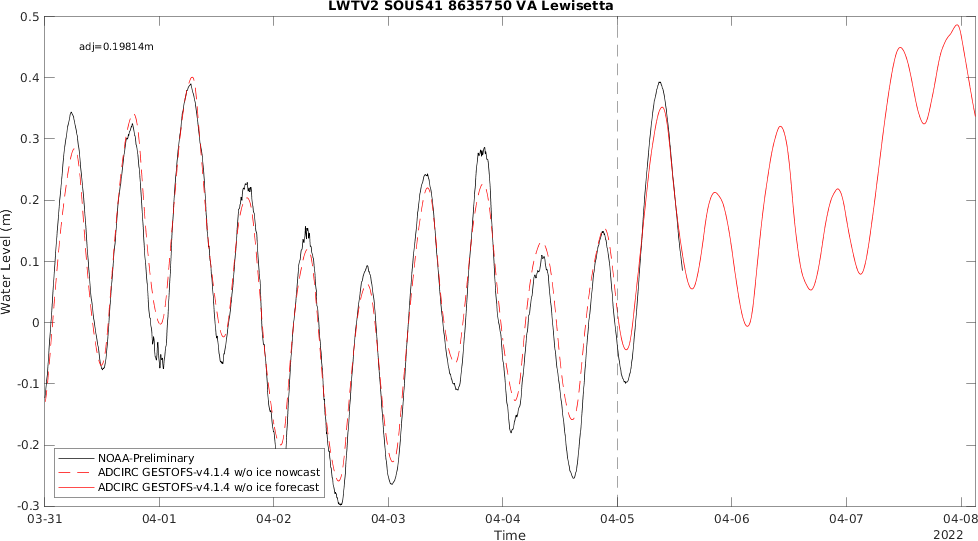 LWTV2 SOUS41 8635750 VA Lewisetta
adj=0.19814m
0.5
0.4
0.3
0.2
0.1
0
-0.1
-0.2
-0.3
Water Level (m)
NOAA-Preliminary
ADCIRC GESTOFS-v4.1.4 w/o ice nowcast
ADCIRC GESTOFS-v4.1.4 w/o ice forecast
03-31 04-01 04-02 04-03 04-04 04-05 04-06 04-07 04-08
Time
2022